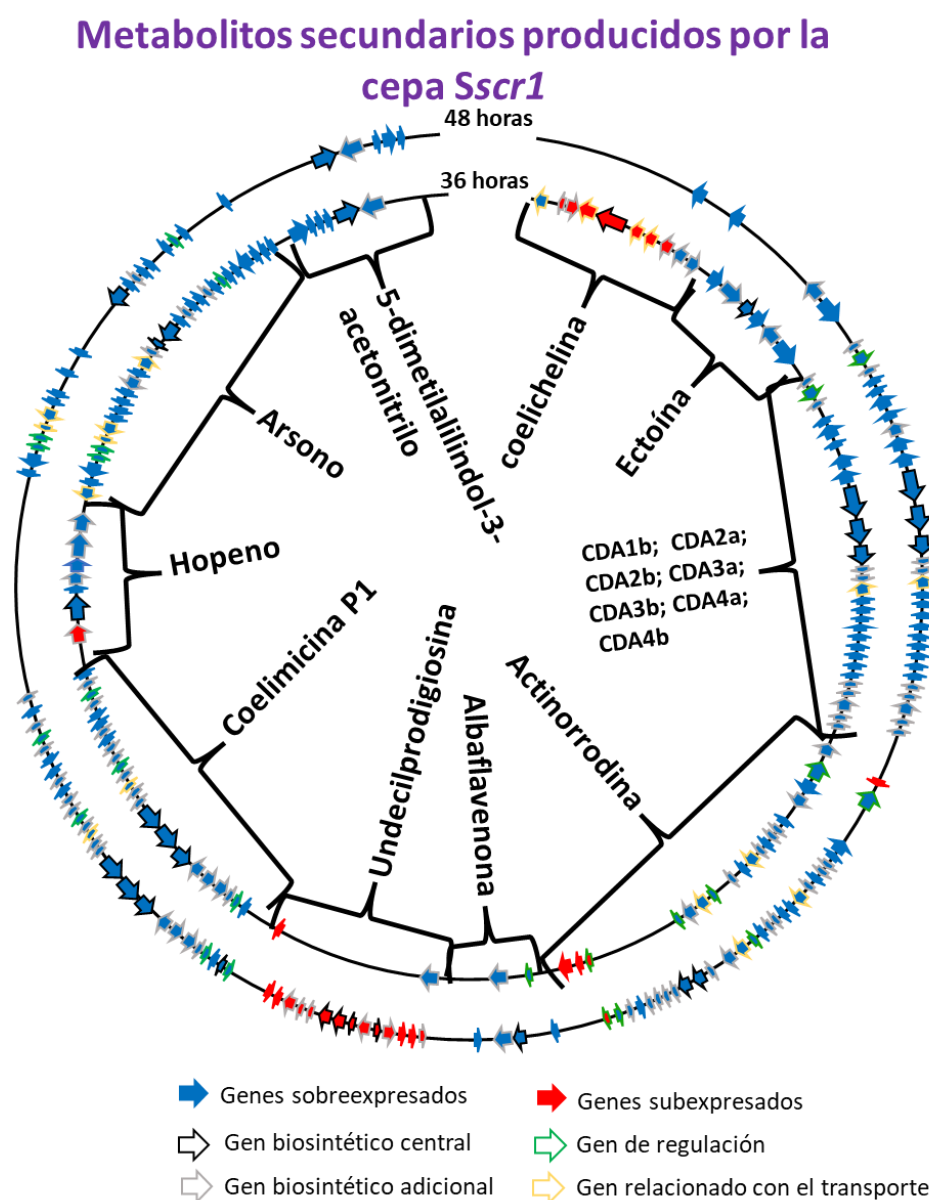 Metabolitos secundarios producidos por la
cepa Sscr1
48 horas
36 horas
5-dimetilalilindol-3-
acetonitrilo
coelichelina
Ectoína
Arsono
Hopeno
CDA1b; CDA2a;
CDA2b; CDA3a;
CDA3b; CDA4a;
CDA4b
Coelimicina P1
Undecilprodigiosina
Albaflavenona
Actinorrodina
Genes sobreexpresados
Genes subexpresados
Gen biosintético central
Gen de regulación
Gen biosintético adicional
Gen relacionado con el transporte